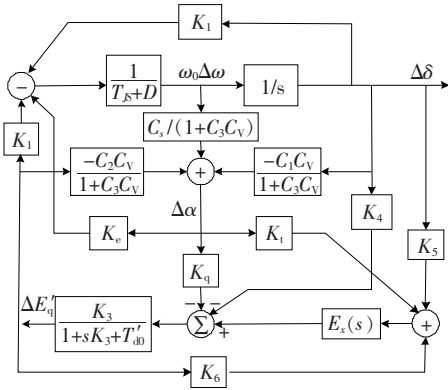 K₁
−
1
T_JS+D
ω₀Δω
1/s
Δδ
K₁
C_s/(1+C₃C_V)
−C₂C_V
1+C₃C_V
+
−C₁C_V
1+C₃C_V
K₄
Δα
K_e
K_t
K₅
K_q
ΔE′_q
K₃
1+sK₃+T′_d0
−
−
∑
+
E_x(s)
+
K₆